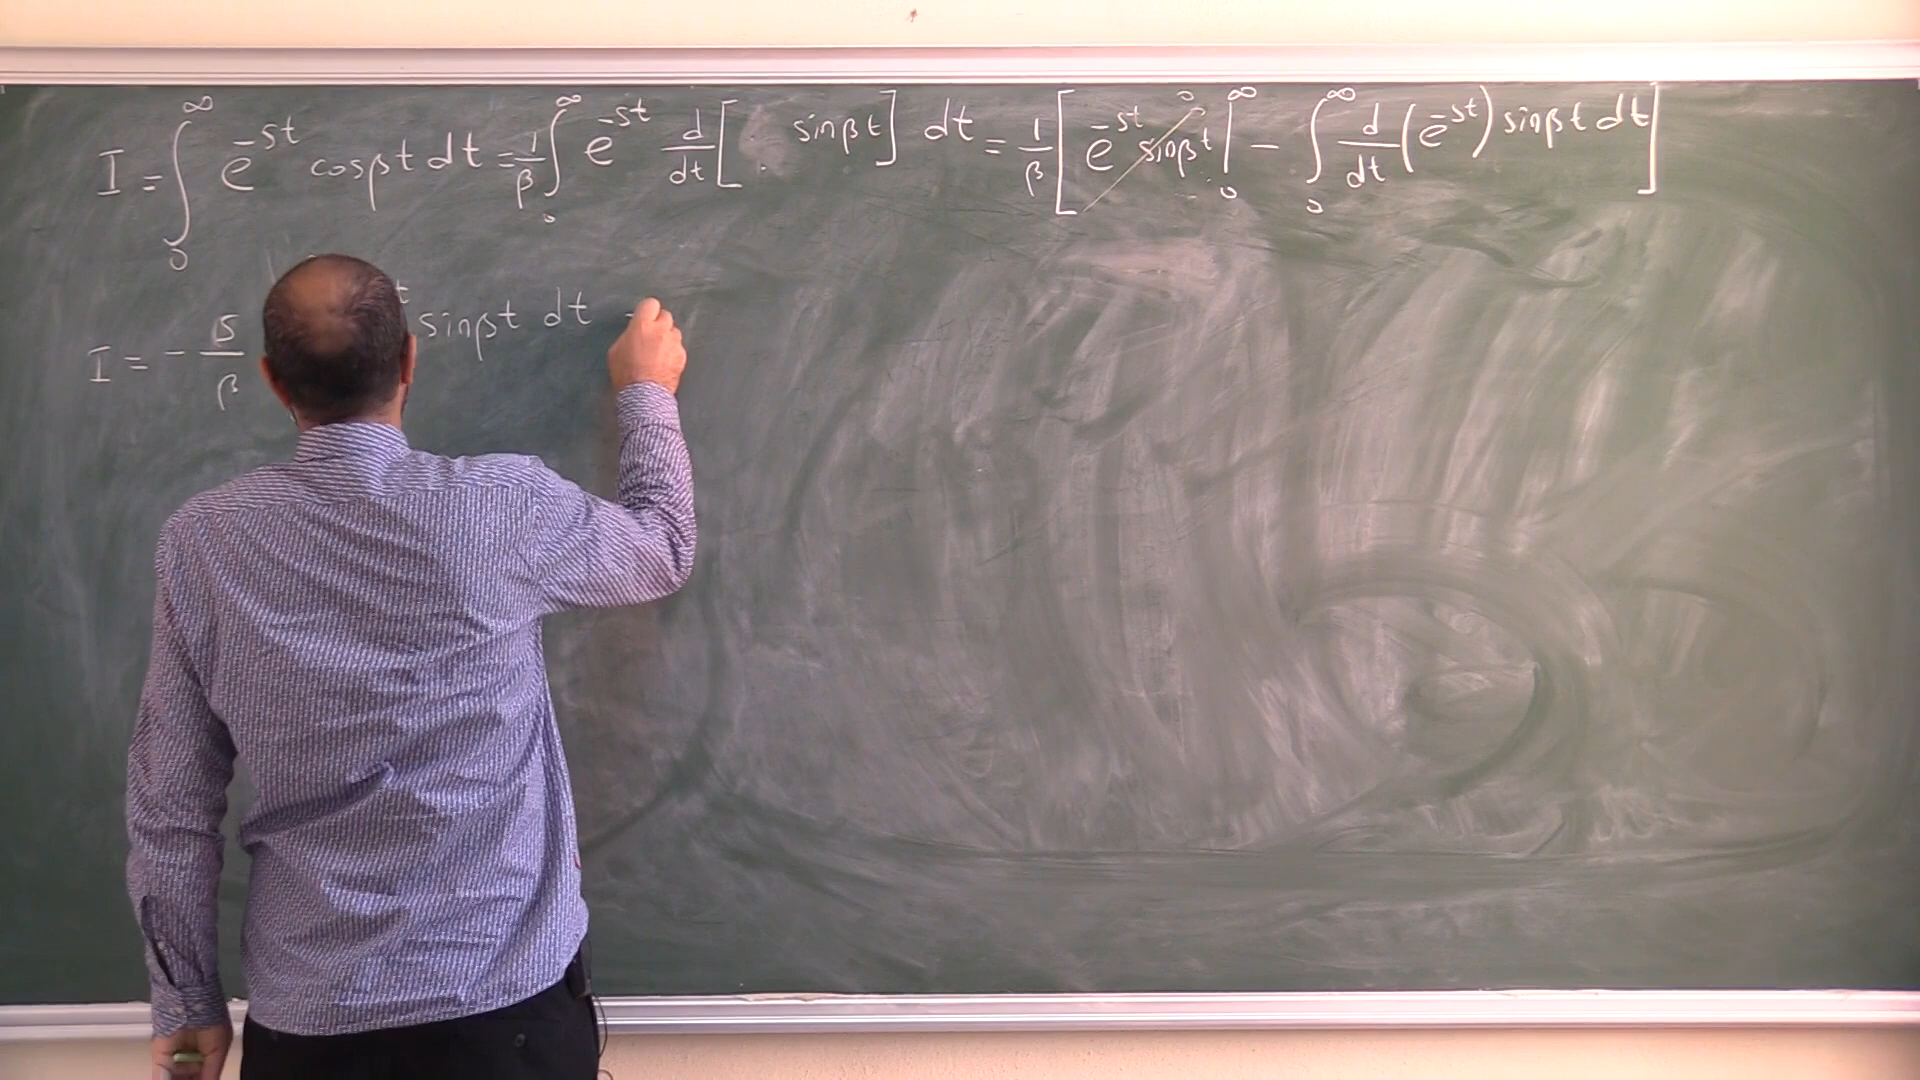 I = ∫₀^∞ e^{-st} cosβt dt = 1/β ∫₀^∞ e^{-st} d/dt [ sinβt ] dt = 1/β [ e^{-st} sinβt |₀^∞ 0 - ∫₀^∞ d/dt (e^{-st}) sinβt dt ]
I = - s/β t sinβt dt